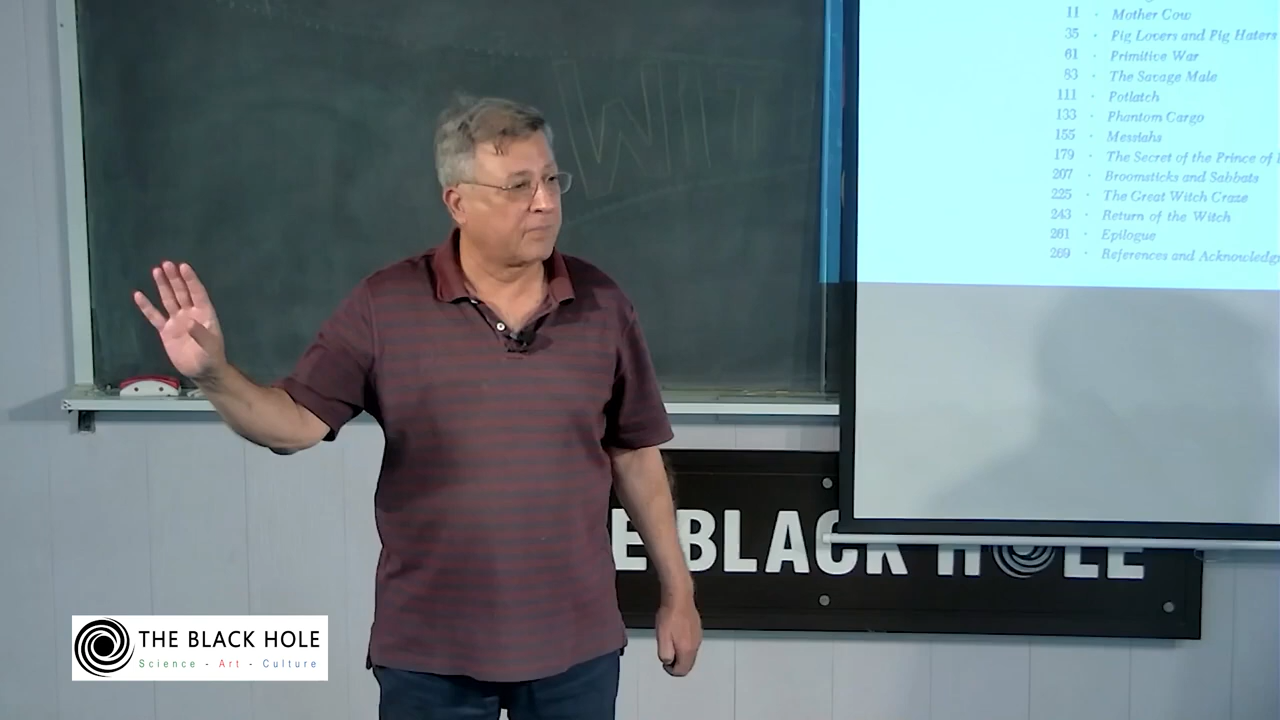 11 · Mother Cow
35 · Pig Lovers and Pig Haters
61 · Primitive War
83 · The Savage Male
111 · Potlatch
133 · Phantom Cargo
155 · Messiahs
179 · The Secret of the Prince of
207 · Broomsticks and Sabbats
225 · The Great Witch Craze
243 · Return of the Witch
261 · Epilogue
269 · References and Acknowledg
WIT
E BLACK HOLE
THE BLACK HOLE
Science - Art - Culture